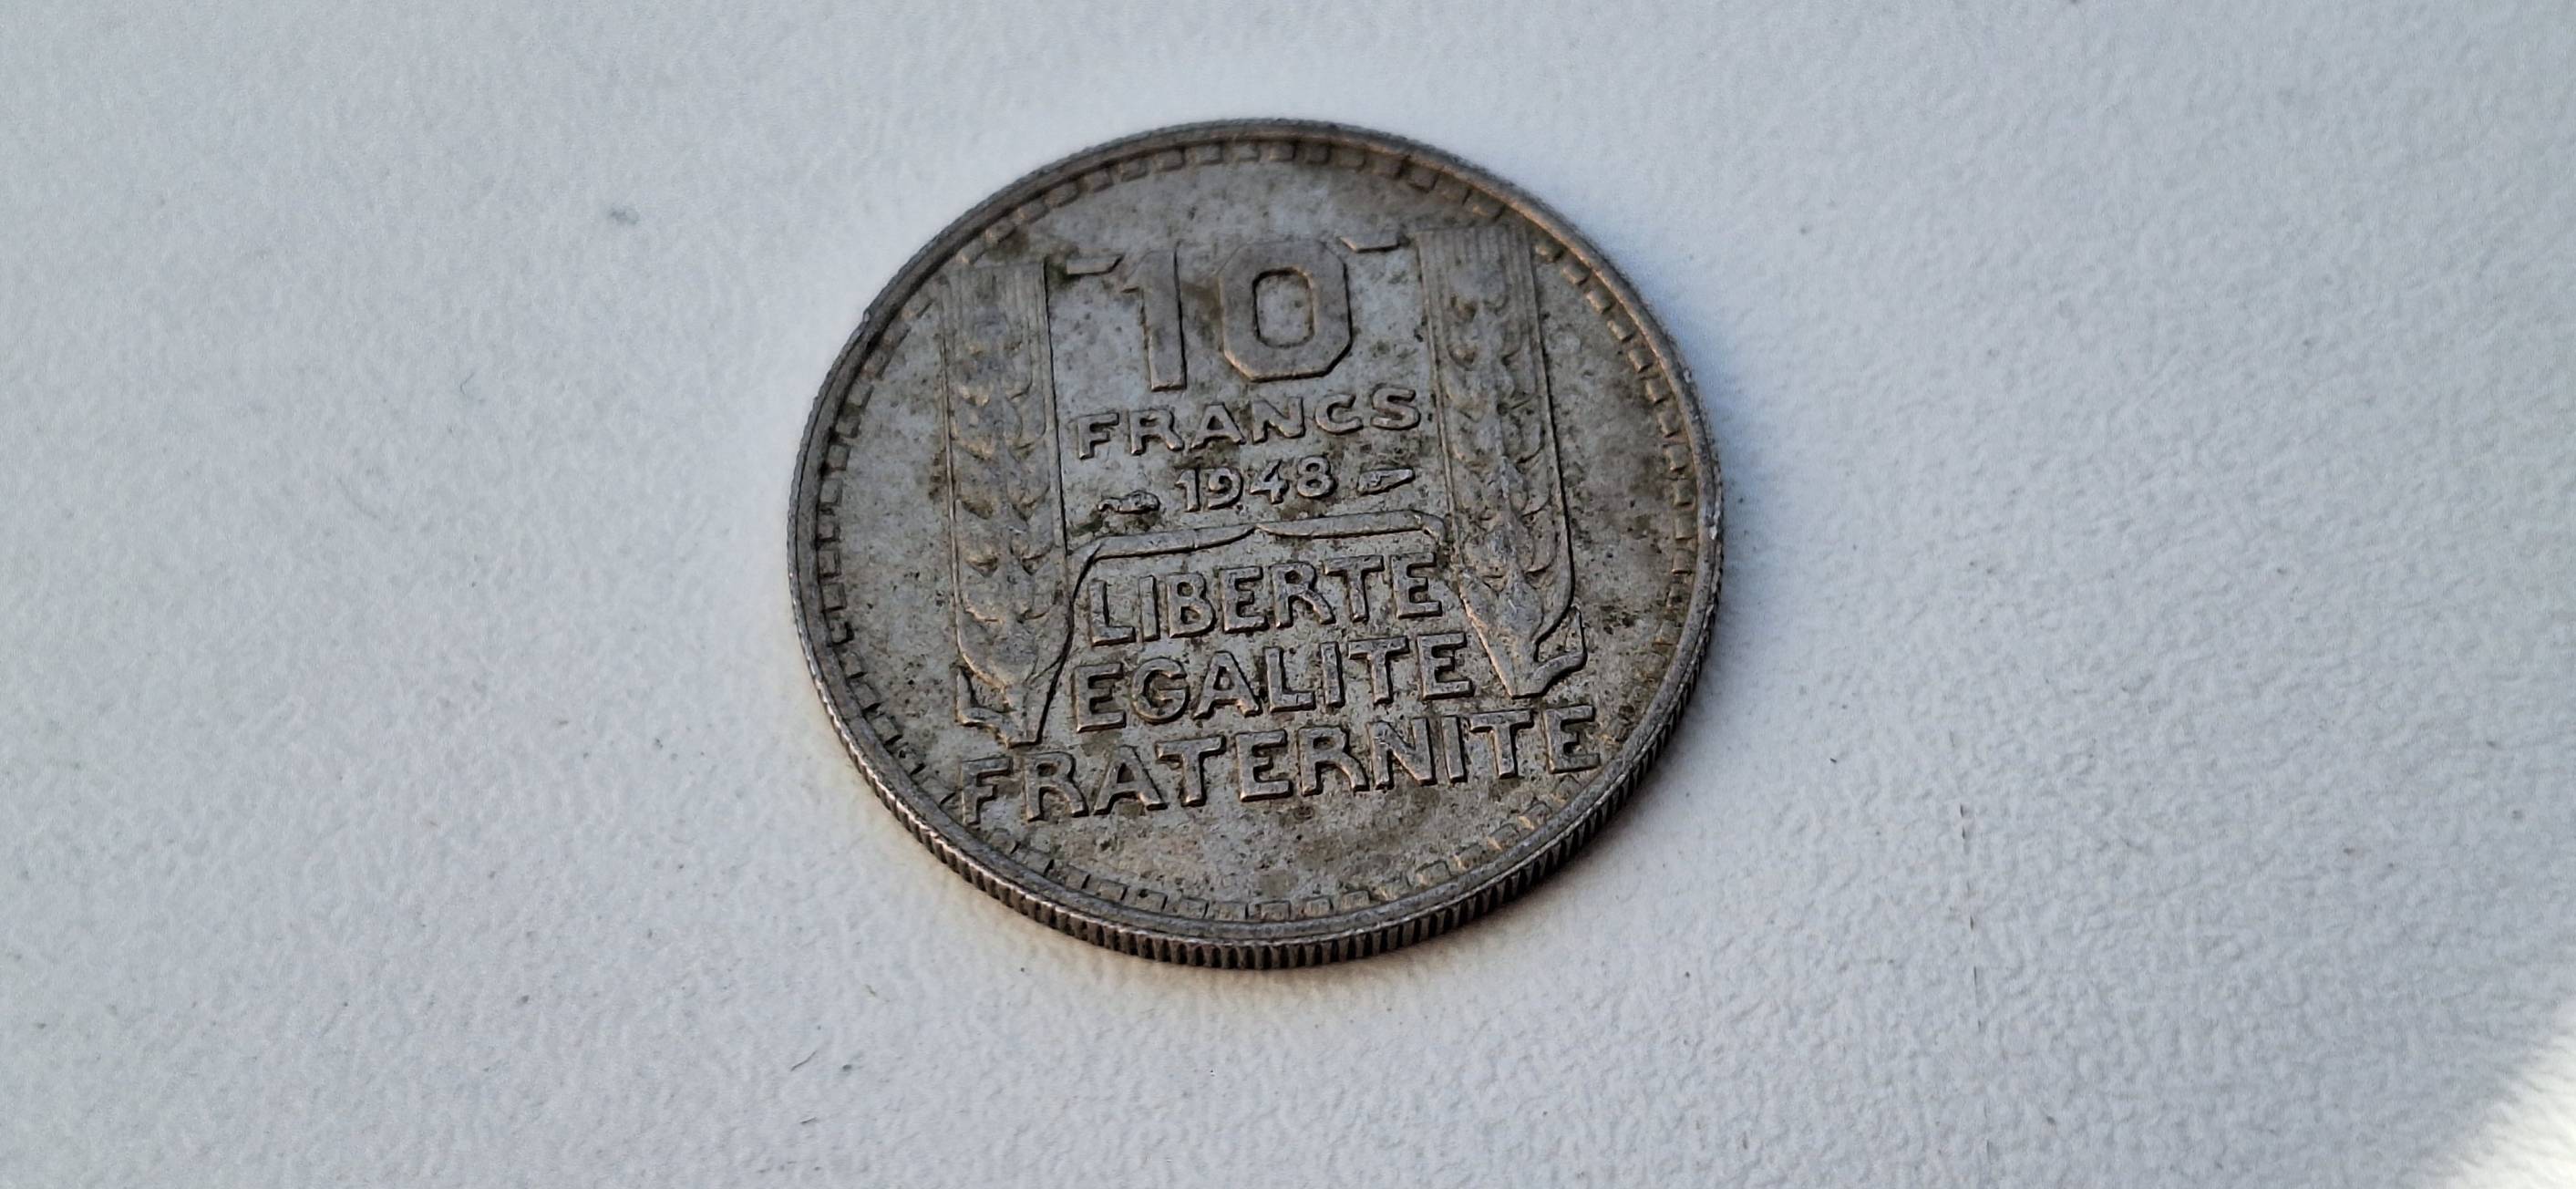 10
FRANCS
1948
LIBERTE
EGALITE
FRATERNITE